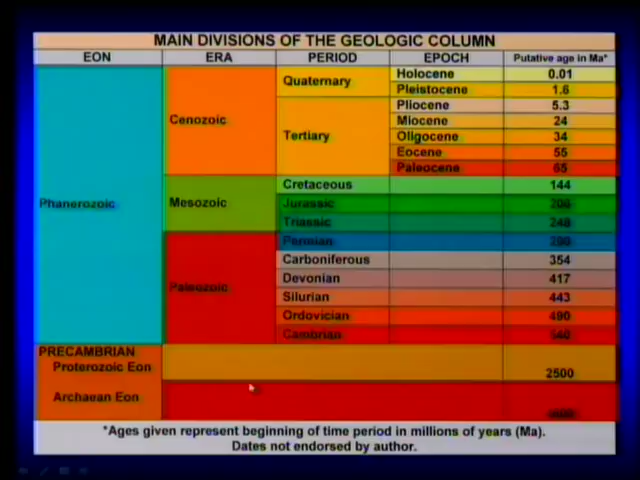 MAIN DIVISIONS OF THE GEOLOGIC COLUMN
EON ERA PERIOD EPOCH Putative age in Ma*
Phanerozoic
Cenozoic
Quaternary
Holocene 0.01
Pleistocene 1.6
Tertiary
Pliocene 5.3
Miocene 24
Oligocene 34
Eocene 55
Paleocene 65
Mesozoic
Cretaceous 144
Jurassic 206
Triassic 248
Paleozoic
Permian 290
Carboniferous 354
Devonian 417
Silurian 443
Ordovician 490
Cambrian 540
PRECAMBRIAN
Proterozoic Eon 2500
Archaean Eon
*Ages given represent beginning of time period in millions of years (Ma).
Dates not endorsed by author.